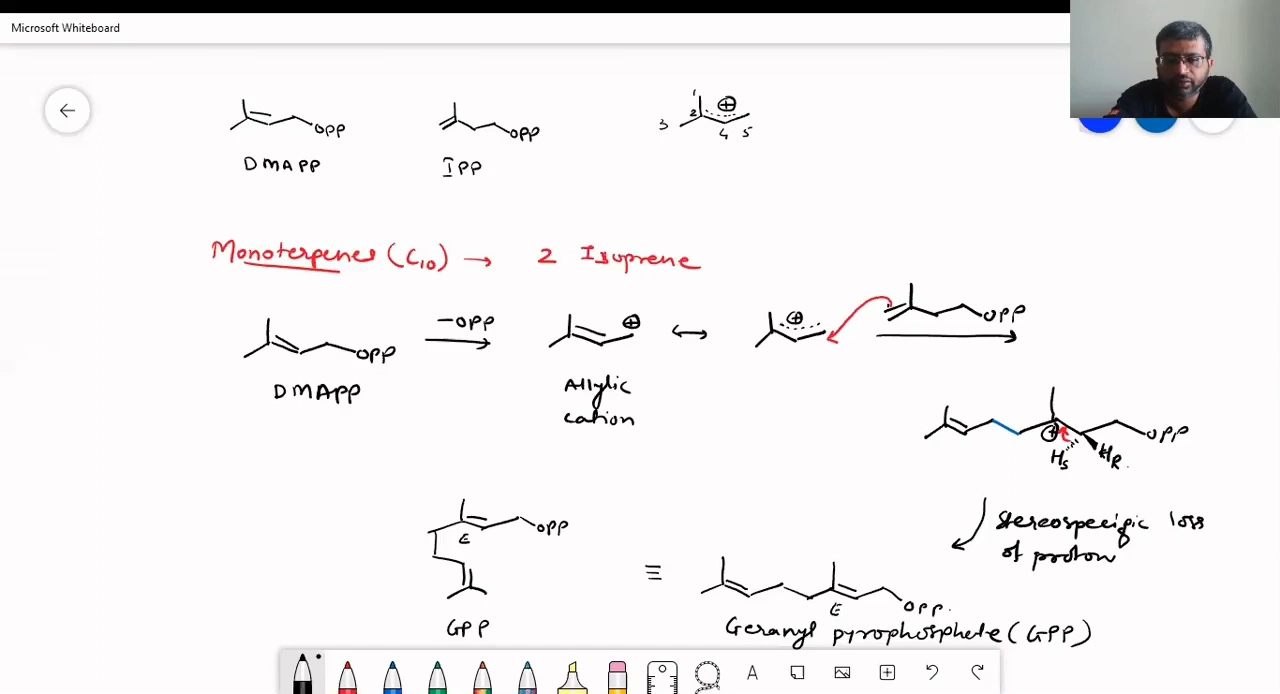 Microsoft Whiteboard
OPP
OPP
1
2
3
4
5
⊕
DMAPP
IPP
Monoterpenes (C10) → 2 Isoprene
OPP
DMAPP
-OPP
⊕
Allylic
cation
⊕
OPP
⊕
OPP
Hs
HR
stereospecific loss
of proton
OPP
E
GPP
≡
E
OPP.
Geranyl pyrophosphate (GPP)
A